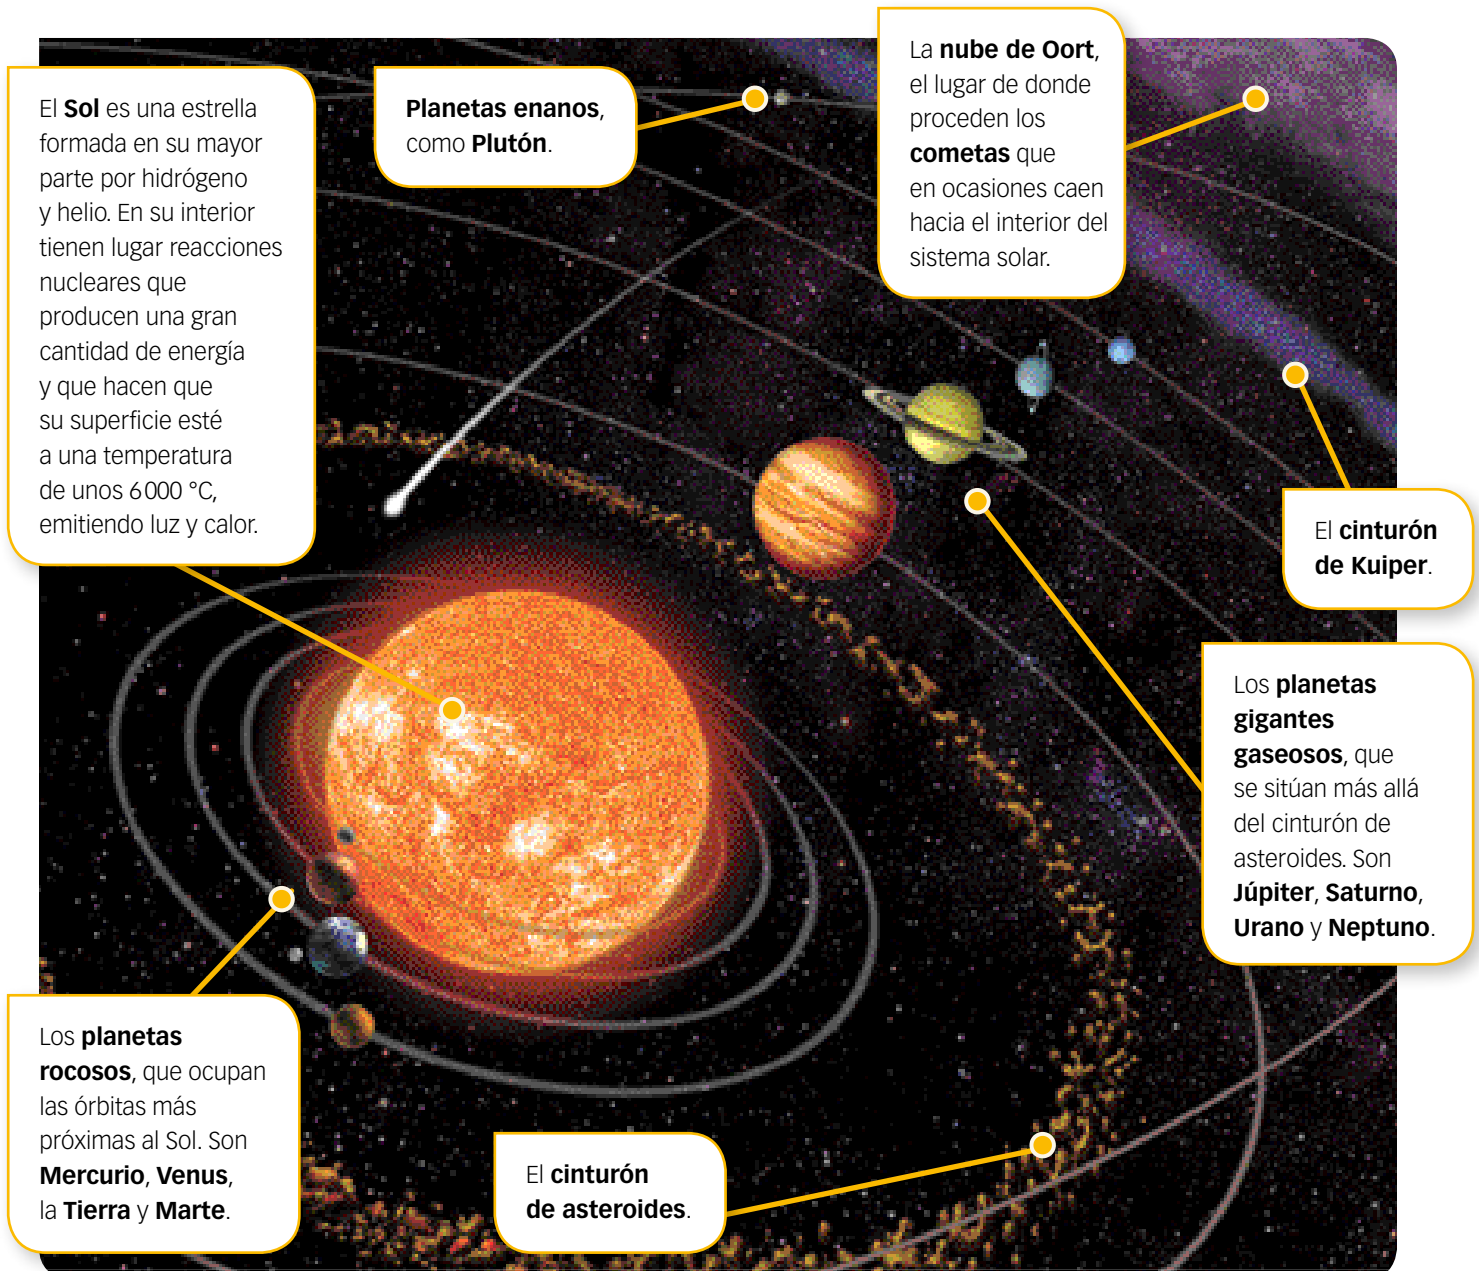 El Sol es una estrella
formada en su mayor
parte por hidrógeno
y helio. En su interior
tienen lugar reacciones
nucleares que
producen una gran
cantidad de energía
y que hacen que
su superficie esté
a una temperatura
de unos 6 000 °C,
emitiendo luz y calor.
Planetas enanos,
como Plutón.
La nube de Oort,
el lugar de donde
proceden los
cometas que
en ocasiones caen
hacia el interior del
sistema solar.
El cinturón
de Kuiper.
Los planetas
gigantes
gaseosos, que
se sitúan más allá
del cinturón de
asteroides. Son
Júpiter, Saturno,
Urano y Neptuno.
Los planetas
rocosos, que ocupan
las órbitas más
próximas al Sol. Son
Mercurio, Venus,
la Tierra y Marte.
El cinturón
de asteroides.